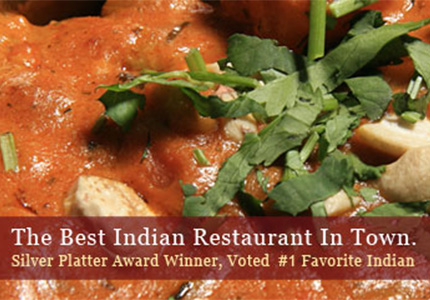 The Best Indian Restaurant In Town.
Silver Platter Award Winner, Voted #1 Favorite Indian